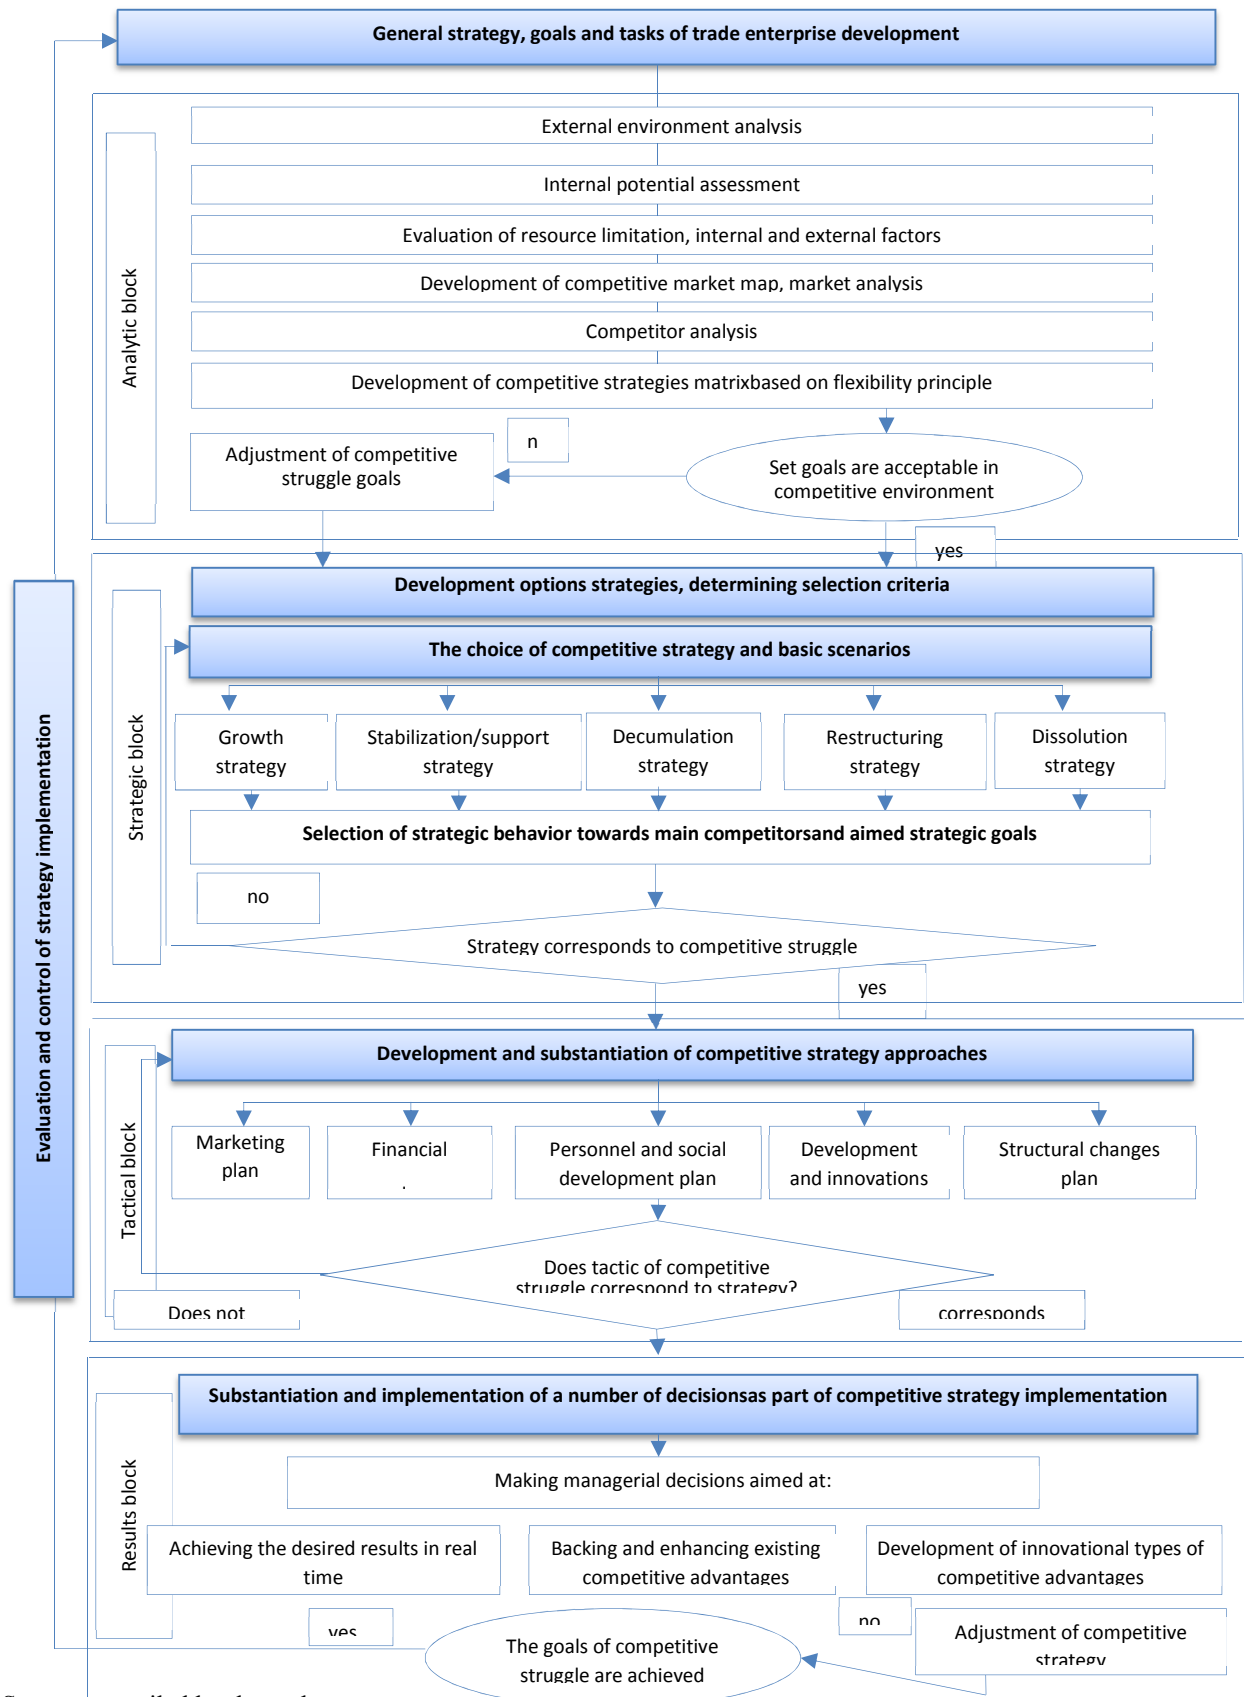 General strategy, goals and tasks of trade enterprise development
Analytic block
External environment analysis
Internal potential assessment
Evaluation of resource limitation, internal and external factors
Development of competitive market map, market analysis
Competitor analysis
Development of competitive strategies matrixbased on flexibility principle
n
Adjustment of competitive
struggle goals
Set goals are acceptable in
competitive environment
yes
Evaluation and control of strategy implementation
Strategic block
Development options strategies, determining selection criteria
The choice of competitive strategy and basic scenarios
Growth
strategy
Stabilization/support
strategy
Decumulation
strategy
Restructuring
strategy
Dissolution
strategy
Selection of strategic behavior towards main competitorsand aimed strategic goals
no
Strategy corresponds to competitive struggle
yes
Tactical block
Development and substantiation of competitive strategy approaches
Marketing
plan
Financial
Personnel and social
development plan
Development
and innovations
Structural changes
plan
Does tactic of competitive
struggle correspond to strategy?
Does not
corresponds
Results block
Substantiation and implementation of a number of decisionsas part of competitive strategy implementation
Making managerial decisions aimed at:
Achieving the desired results in real
time
Backing and enhancing existing
competitive advantages
Development of innovational types of
competitive advantages
yes
no
The goals of competitive
struggle are achieved
Adjustment of competitive
strategy